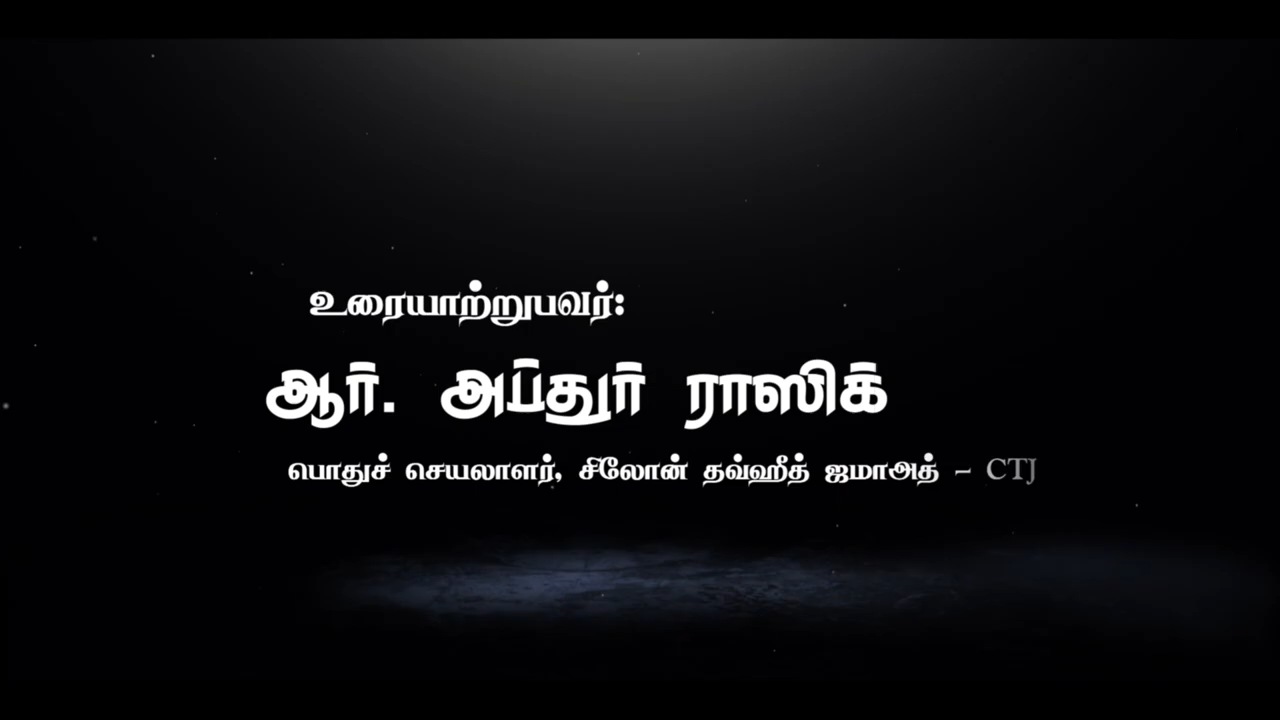 உரையாற்றுபவர்:
ஆர். அப்துர் ராஸிக்
பொதுச் செயலாளர், சிலோன் தவ்ஹீத் ஜமாஅத் – CTJ